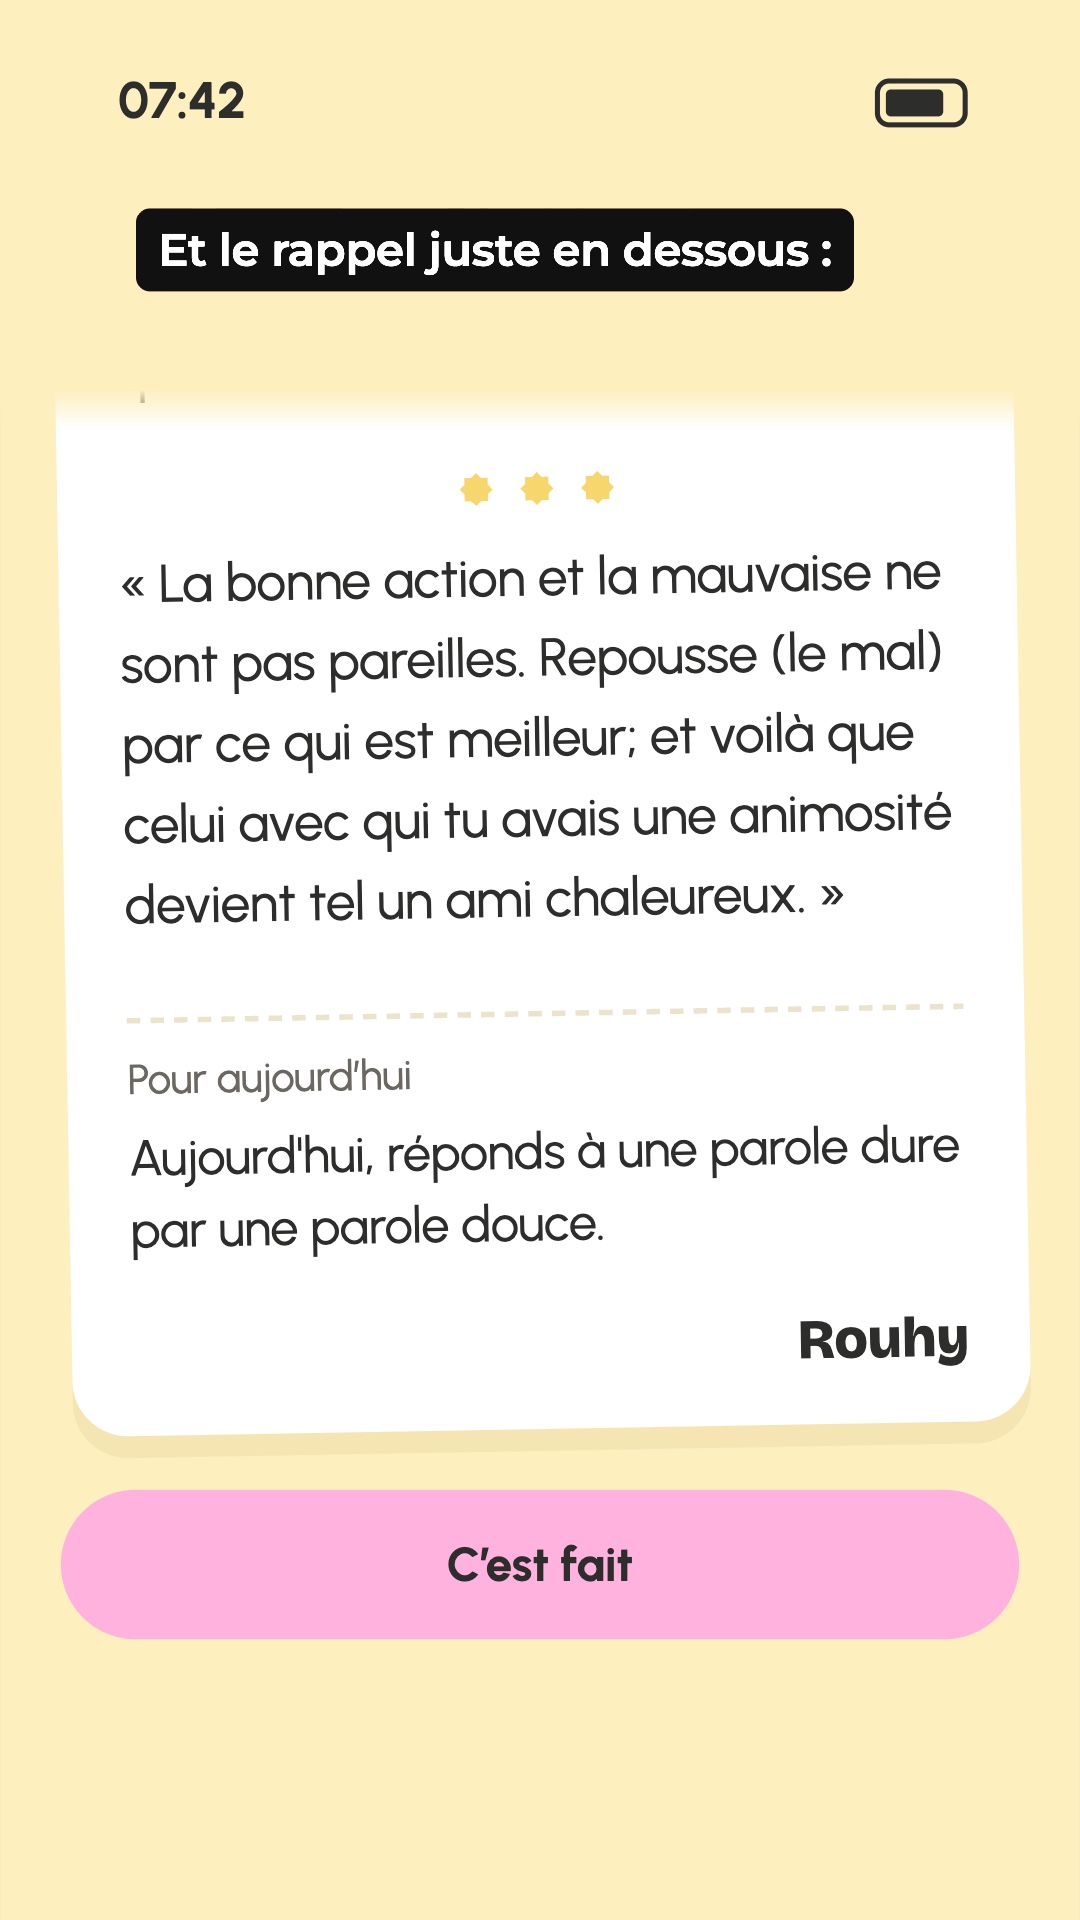 07:42
Et le rappel juste en dessous :
« La bonne action et la mauvaise ne
sont pas pareilles. Repousse (le mal)
par ce qui est meilleur; et voilà que
celui avec qui tu avais une animosité
devient tel un ami chaleureux. »
Pour aujourd’hui
Aujourd'hui, réponds à une parole dure
par une parole douce.
Rouhy
C’est fait